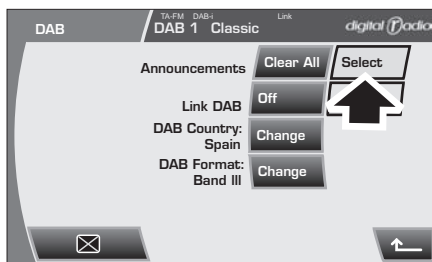 TA-FM DAB-i Link
DAB DAB 1 Classic digital radio
Announcements Clear All Select
Link DAB Off
DAB Country: Spain Change
DAB Format: Band III Change